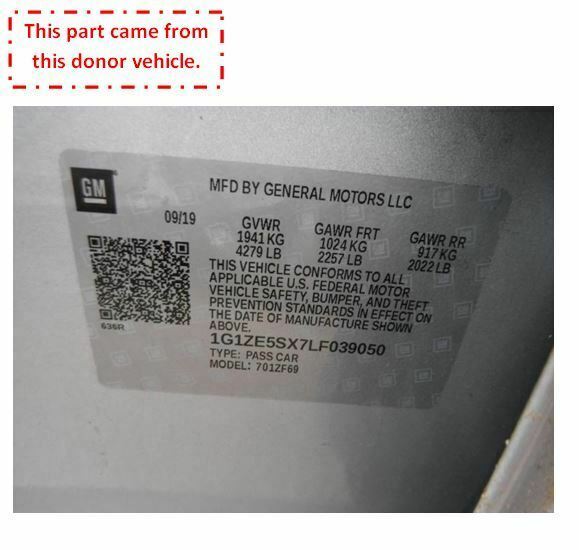 This part came from
this donor vehicle.
GM
MFD BY GENERAL MOTORS LLC
09/19
GVWR GAWR FRT GAWR RR
1941 KG 1024 KG 917 KG
4279 LB 2257 LB 2022 LB
THIS VEHICLE CONFORMS TO ALL
APPLICABLE U.S. FEDERAL MOTOR
VEHICLE SAFETY, BUMPER, AND THEFT
PREVENTION STANDARDS IN EFFECT ON
THE DATE OF MANUFACTURE SHOWN
ABOVE.
636R
1G1ZE5SX7LF039050
TYPE: PASS CAR
MODEL: 701ZF69